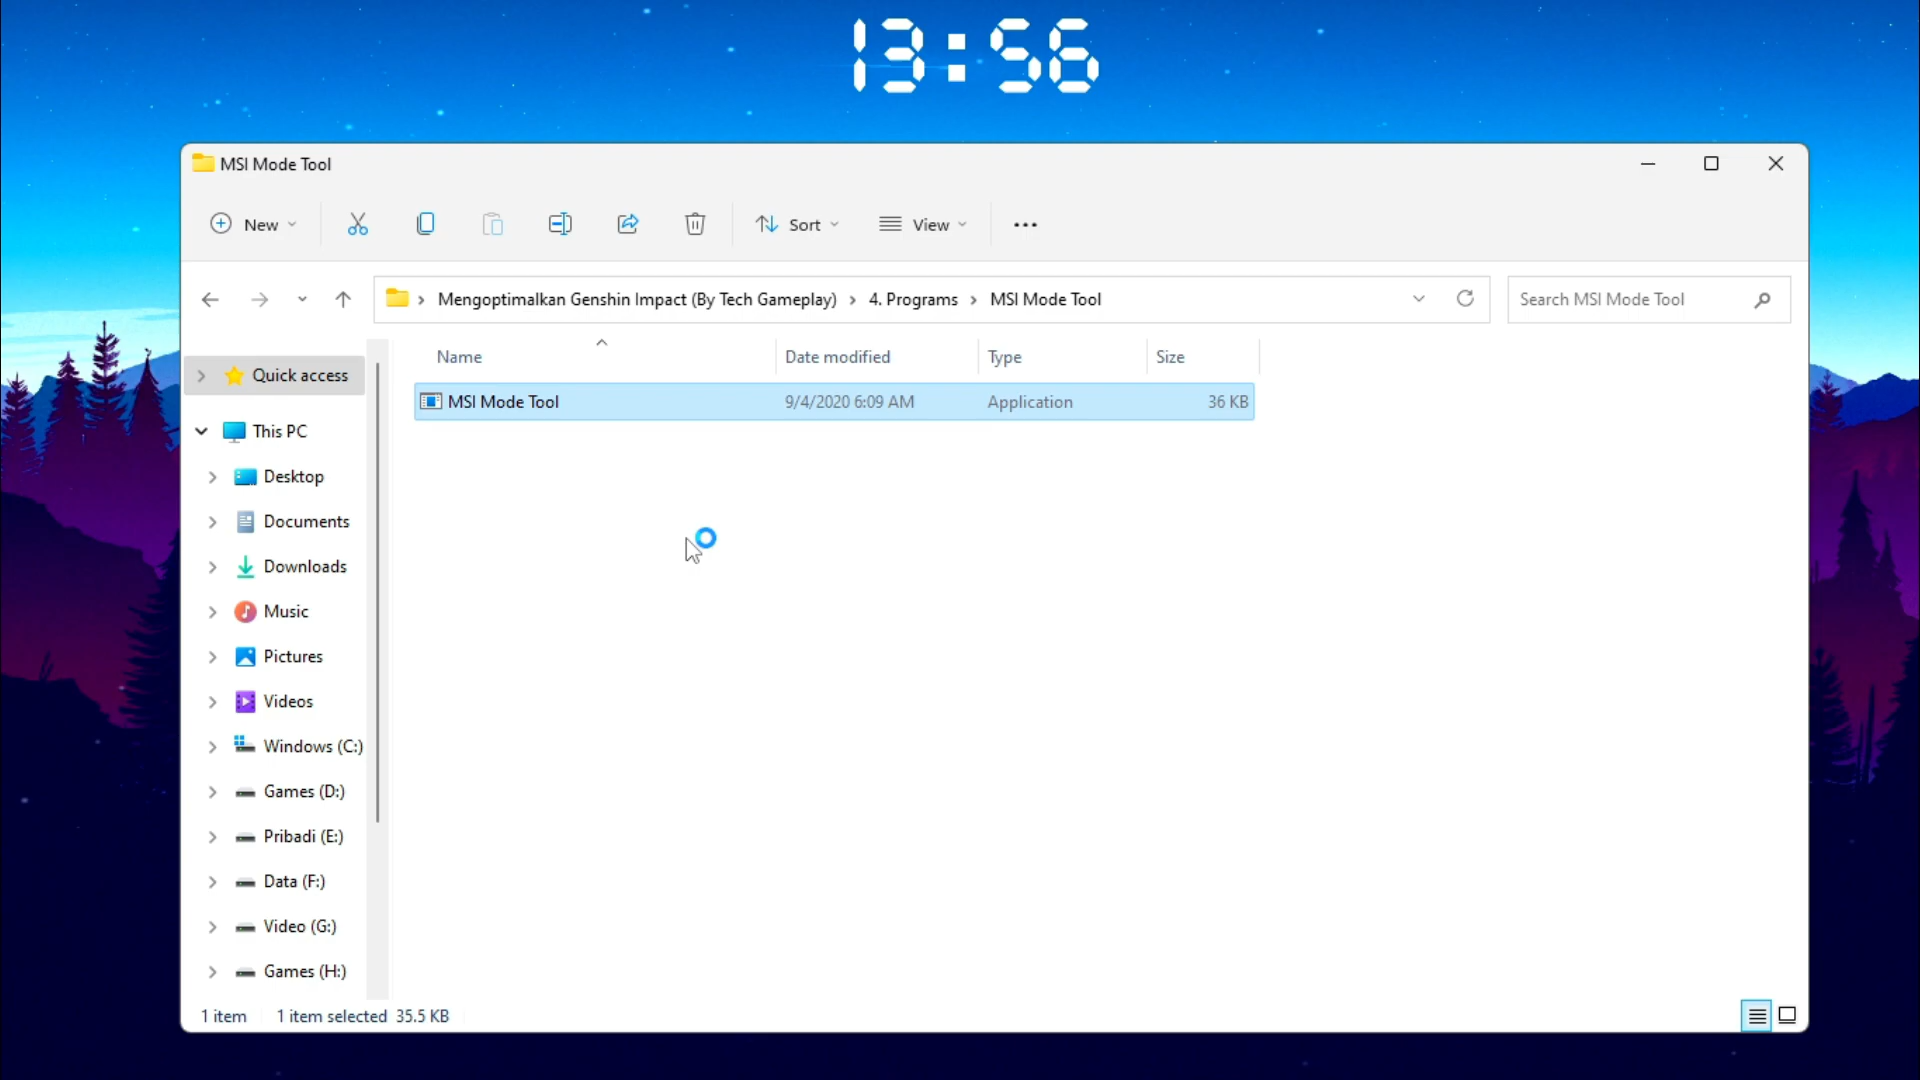 13:56
MSI Mode Tool
New
Sort
View
Mengoptimalkan Genshin Impact (By Tech Gameplay) 4. Programs MSI Mode Tool
Search MSI Mode Tool
Name Date modified Type Size
MSI Mode Tool 9/4/2020 6:09 AM Application 36 KB
Quick access
This PC
Desktop
Documents
Downloads
Music
Pictures
Videos
Windows (C:)
Games (D:)
Pribadi (E:)
Data (F:)
Video (G:)
Games (H:)
1 item 1 item selected 35.5 KB